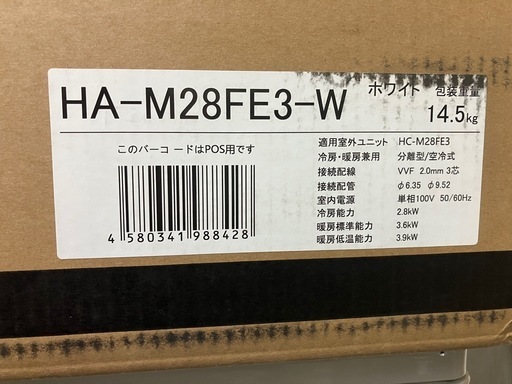 HA-M28FE3-W
ホワイト 包装重量
14.5kg
このバーコードはPOS用です
4 580341 988428
適用室外ユニット HC-M28FE3
冷房・暖房兼用 分離型/空冷式
接続配線 VVF 2.0mm 3芯
接続配管 φ6.35 φ9.52
室内電源 単相100V 50/60Hz
冷房能力 2.8kW
暖房標準能力 3.6kW
暖房低温能力 3.9kW